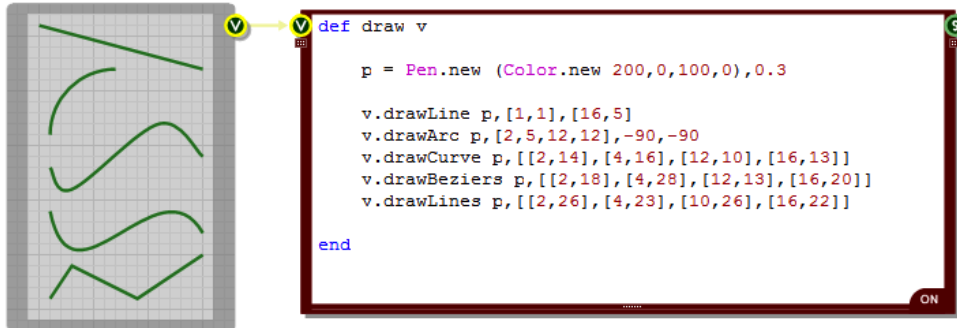 V
V
def draw v
p = Pen.new (Color.new 200,0,100,0),0.3
v.drawLine p,[1,1],[16,5]
v.drawArc p,[2,5,12,12],-90,-90
v.drawCurve p,[[2,14],[4,16],[12,10],[16,13]]
v.drawBeziers p,[[2,18],[4,28],[12,13],[16,20]]
v.drawLines p,[[2,26],[4,23],[10,26],[16,22]]
end
ON